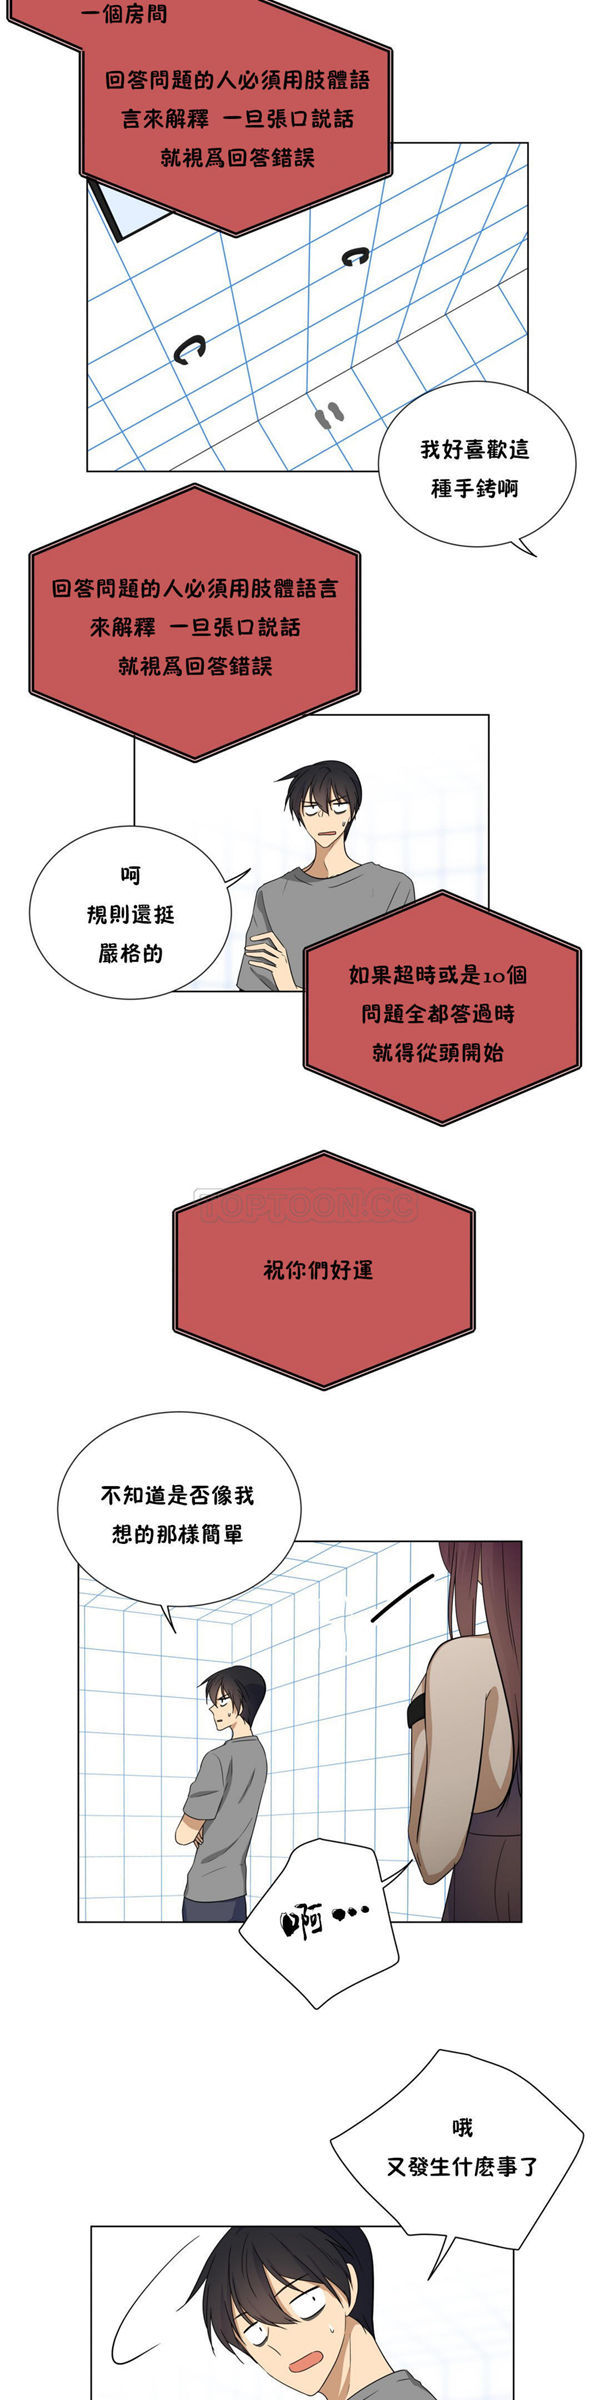 一個房間
回答問題的人必須用肢體語
言來解釋 一旦張口説話
就視爲回答錯誤
我好喜歡這
種手銬啊
回答問題的人必須用肢體語言
來解釋 一旦張口説話
就視爲回答錯誤
呵
規則還挺
嚴格的
如果超時或是10個
問題全都答過時
就得從頭開始
TOPTOON.CC
祝你們好運
不知道是否像我
想的那樣簡單
啊…
哦
又發生什麽事了